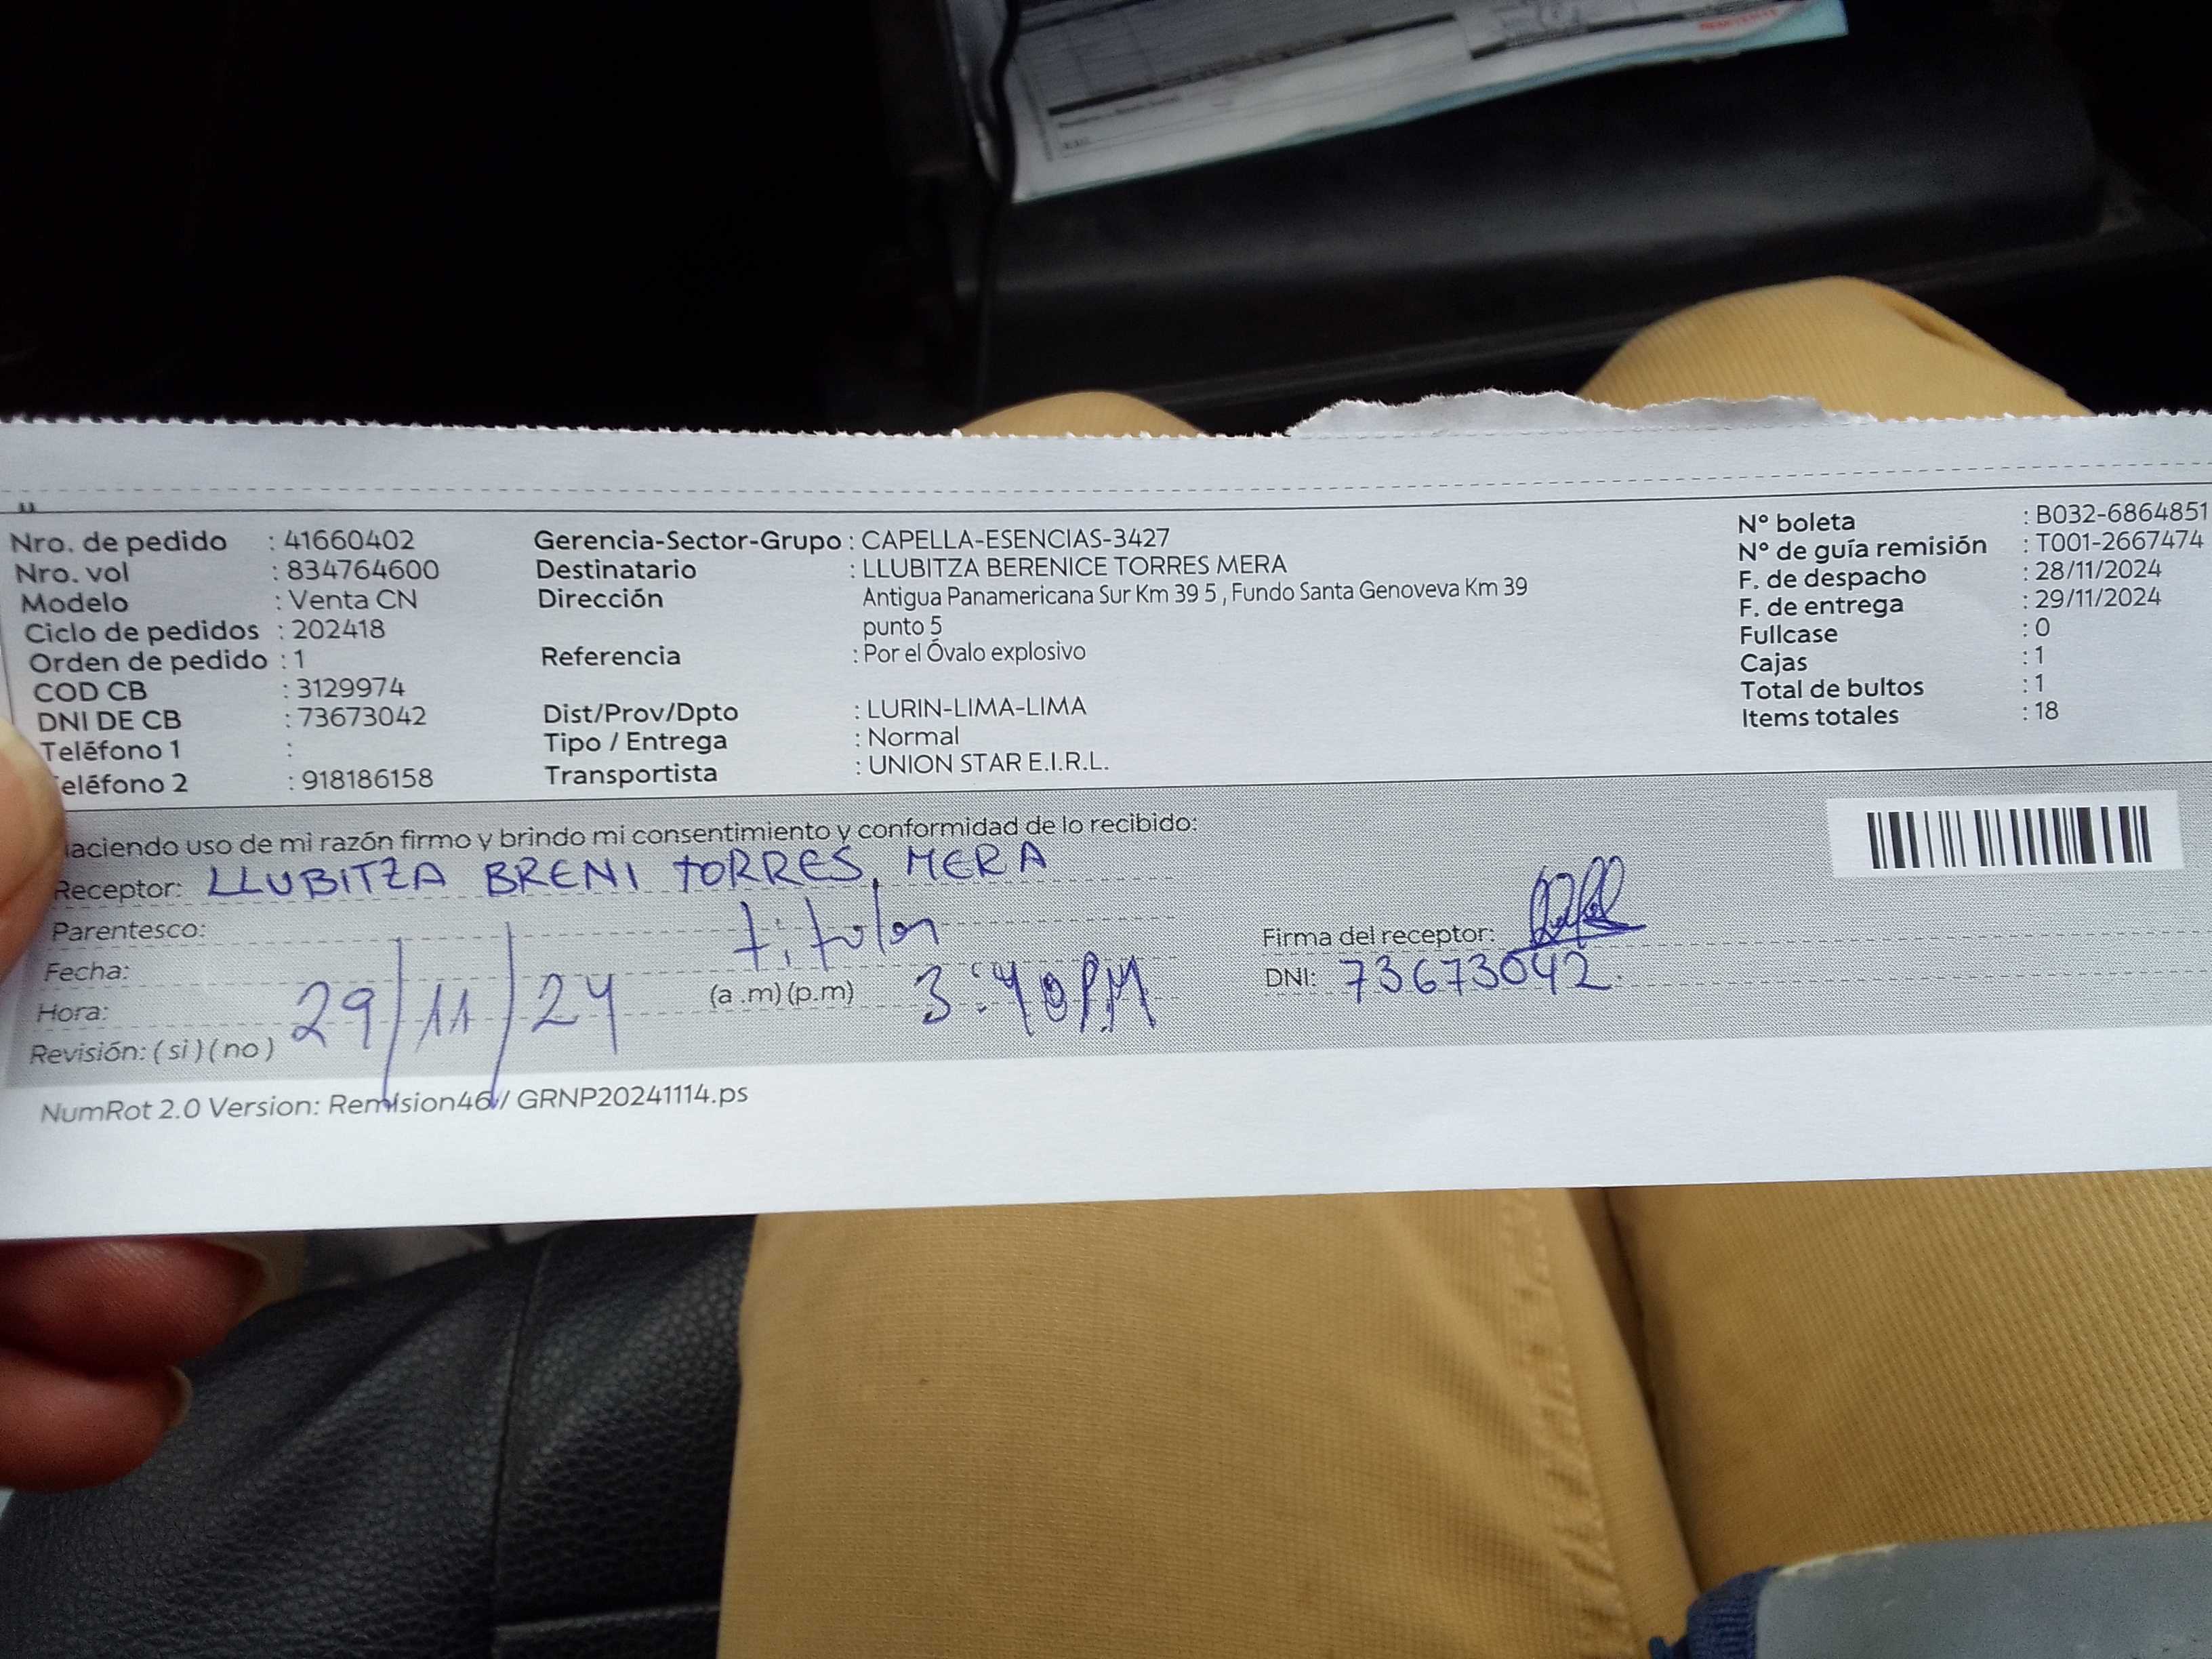 Nro. de pedido : 41660402
Nro. vol : 834764600
Modelo : Venta CN
Ciclo de pedidos : 202418
Orden de pedido : 1
COD CB : 3129974
DNI DE CB : 73673042
Teléfono 1 :
eléfono 2 : 918186158
Gerencia-Sector-Grupo : CAPELLA-ESENCIAS-3427
Destinatario : LLUBITZA BERENICE TORRES MERA
Dirección Antigua Panamericana Sur Km 39 5 , Fundo Santa Genoveva Km 39
punto 5
Referencia : Por el Óvalo explosivo
Dist/Prov/Dpto : LURIN-LIMA-LIMA
Tipo / Entrega : Normal
Transportista : UNION STAR E.I.R.L.
N° boleta : B032-6864851
N° de guía remisión : T001-2667474
F. de despacho : 28/11/2024
F. de entrega : 29/11/2024
Fullcase : 0
Cajas : 1
Total de bultos : 1
Items totales : 18
aciendo uso de mi razón firmo y brindo mi consentimiento y conformidad de lo recibido:
Receptor: LLUBITZA BRENI TORRES MERA
Parentesco: titular
Fecha: 29/11/24
Hora: (a.m)(p.m) 3:40 PM
Revisión: ( si ) ( no )
Firma del receptor:
DNI: 73673042
NumRot 2.0 Version: Remision46// GRNP20241114.ps